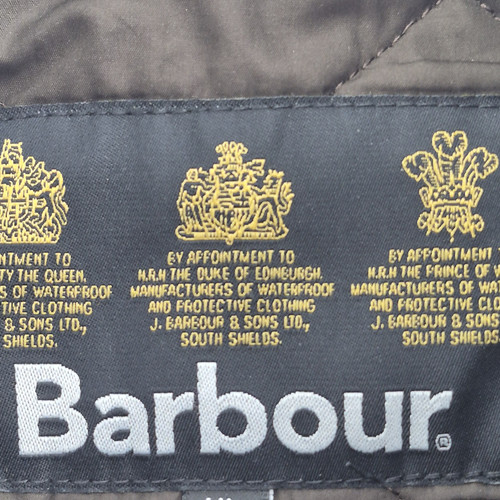 NTMENT TO
TY THE QUEEN.
RS OF WATERPROOF
TIVE CLOTHING
R & SONS LTD.,
SHIELDS.
BY APPOINTMENT TO
H.R.H THE DUKE OF EDINBURGH.
MANUFACTURERS OF WATERPROOF
AND PROTECTIVE CLOTHING
J. BARBOUR & SONS LTD.,
SOUTH SHIELDS.
BY APPOINTMENT
H.R.H THE PRINCE OF W
MANUFACTURERS OF WAT
AND PROTECTIVE CLO
J. BARBOUR & SONS
SOUTH SHIELDS
Barbour®